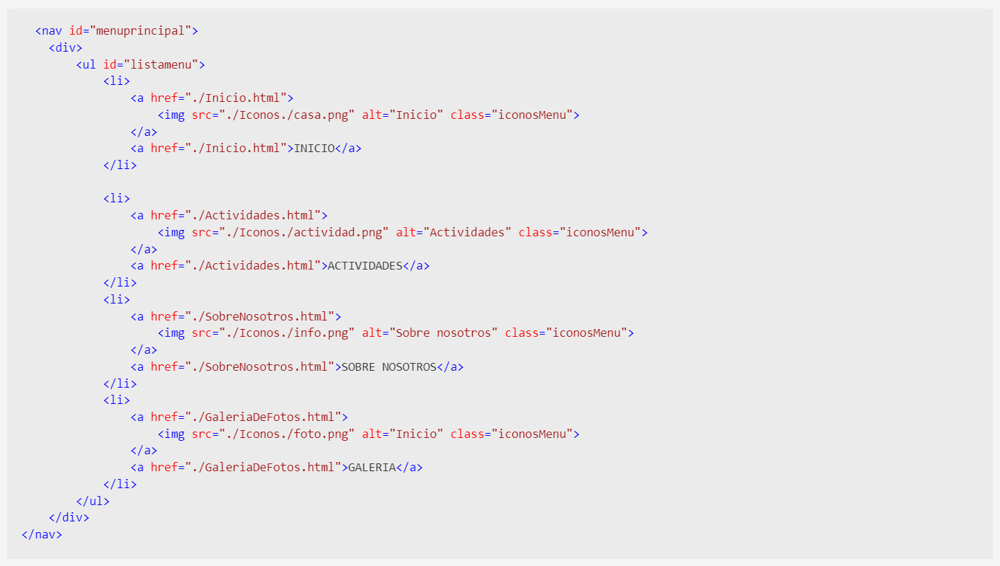 <nav id="menuprincipal">
<div>
<ul id="listamenu">
<li>
<a href="./Inicio.html">
<img src="./Iconos./casa.png" alt="Inicio" class="iconosMenu">
</a>
<a href="./Inicio.html">INICIO</a>
</li>
<li>
<a href="./Actividades.html">
<img src="./Iconos./actividad.png" alt="Actividades" class="iconosMenu">
</a>
<a href="./Actividades.html">ACTIVIDADES</a>
</li>
<li>
<a href="./SobreNosotros.html">
<img src="./Iconos./info.png" alt="Sobre nosotros" class="iconosMenu">
</a>
<a href="./SobreNosotros.html">SOBRE NOSOTROS</a>
</li>
<li>
<a href="./GaleriaDeFotos.html">
<img src="./Iconos./foto.png" alt="Inicio" class="iconosMenu">
</a>
<a href="./GaleriaDeFotos.html">GALERIA</a>
</li>
</ul>
</div>
</nav>